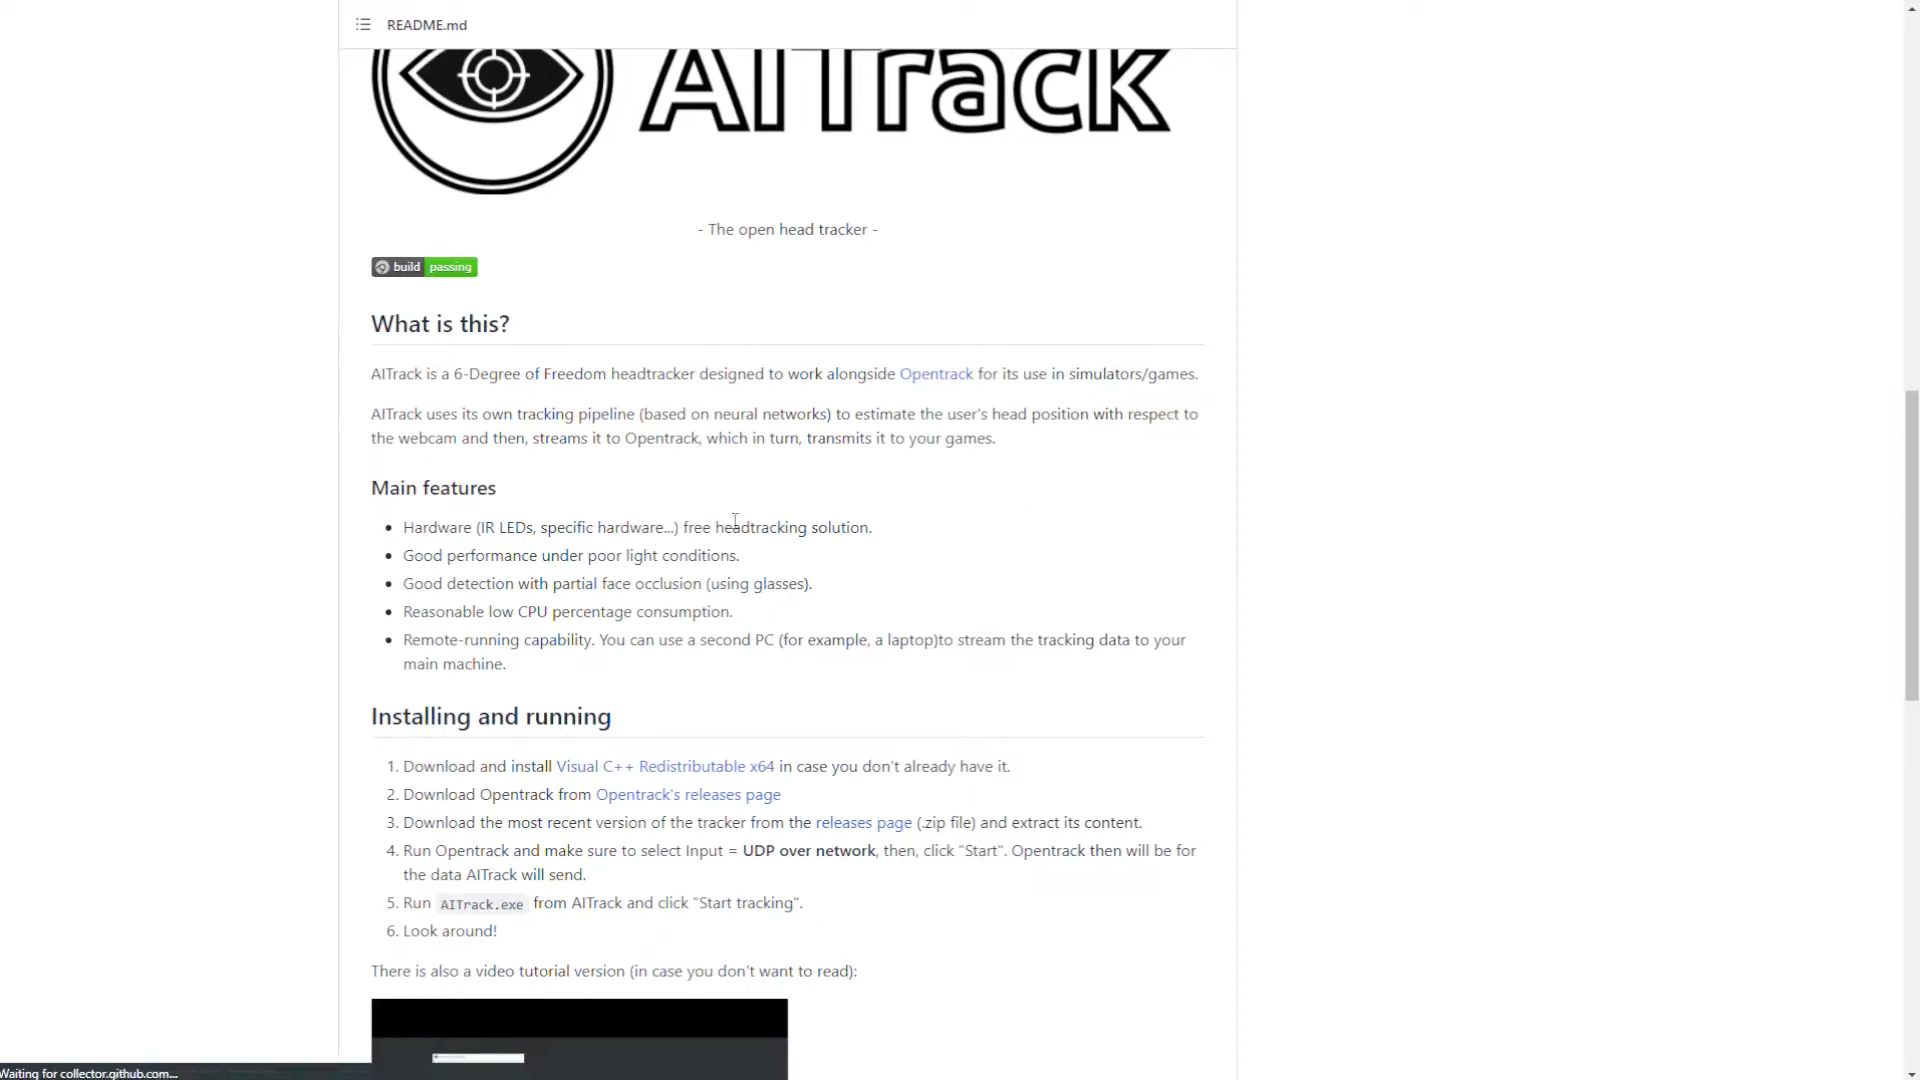 README.md
AITrack
- The open head tracker -
build passing
What is this?
AITrack is a 6-Degree of Freedom headtracker designed to work alongside Opentrack for its use in simulators/games.
AITrack uses its own tracking pipeline (based on neural networks) to estimate the user's head position with respect to
the webcam and then, streams it to Opentrack, which in turn, transmits it to your games.
Main features
• Hardware (IR LEDs, specific hardware...) free headtracking solution.
• Good performance under poor light conditions.
• Good detection with partial face occlusion (using glasses).
• Reasonable low CPU percentage consumption.
• Remote-running capability. You can use a second PC (for example, a laptop)to stream the tracking data to your
main machine.
Installing and running
1. Download and install Visual C++ Redistributable x64 in case you don't already have it.
2. Download Opentrack from Opentrack's releases page
3. Download the most recent version of the tracker from the releases page (.zip file) and extract its content.
4. Run Opentrack and make sure to select Input = UDP over network, then, click "Start". Opentrack then will be for
the data AITrack will send.
5. Run AITrack.exe from AITrack and click "Start tracking".
6. Look around!
There is also a video tutorial version (in case you don't want to read):
Waiting for collector.github.com...